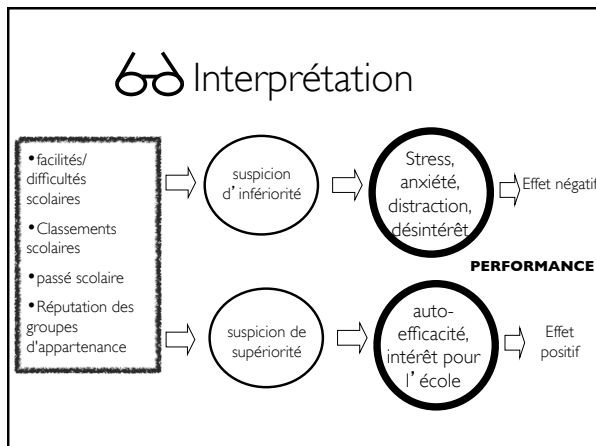 Interprétation
•facilités/
difficultés
scolaires
•Classements
scolaires
•passé scolaire
•Réputation des
groupes
d'appartenance
suspicion
d’infériorité
Stress,
anxiété,
distraction,
désintérêt
Effet négatif
PERFORMANCE
suspicion de
supériorité
auto-
efficacité,
intérêt pour
l’école
Effet
positif